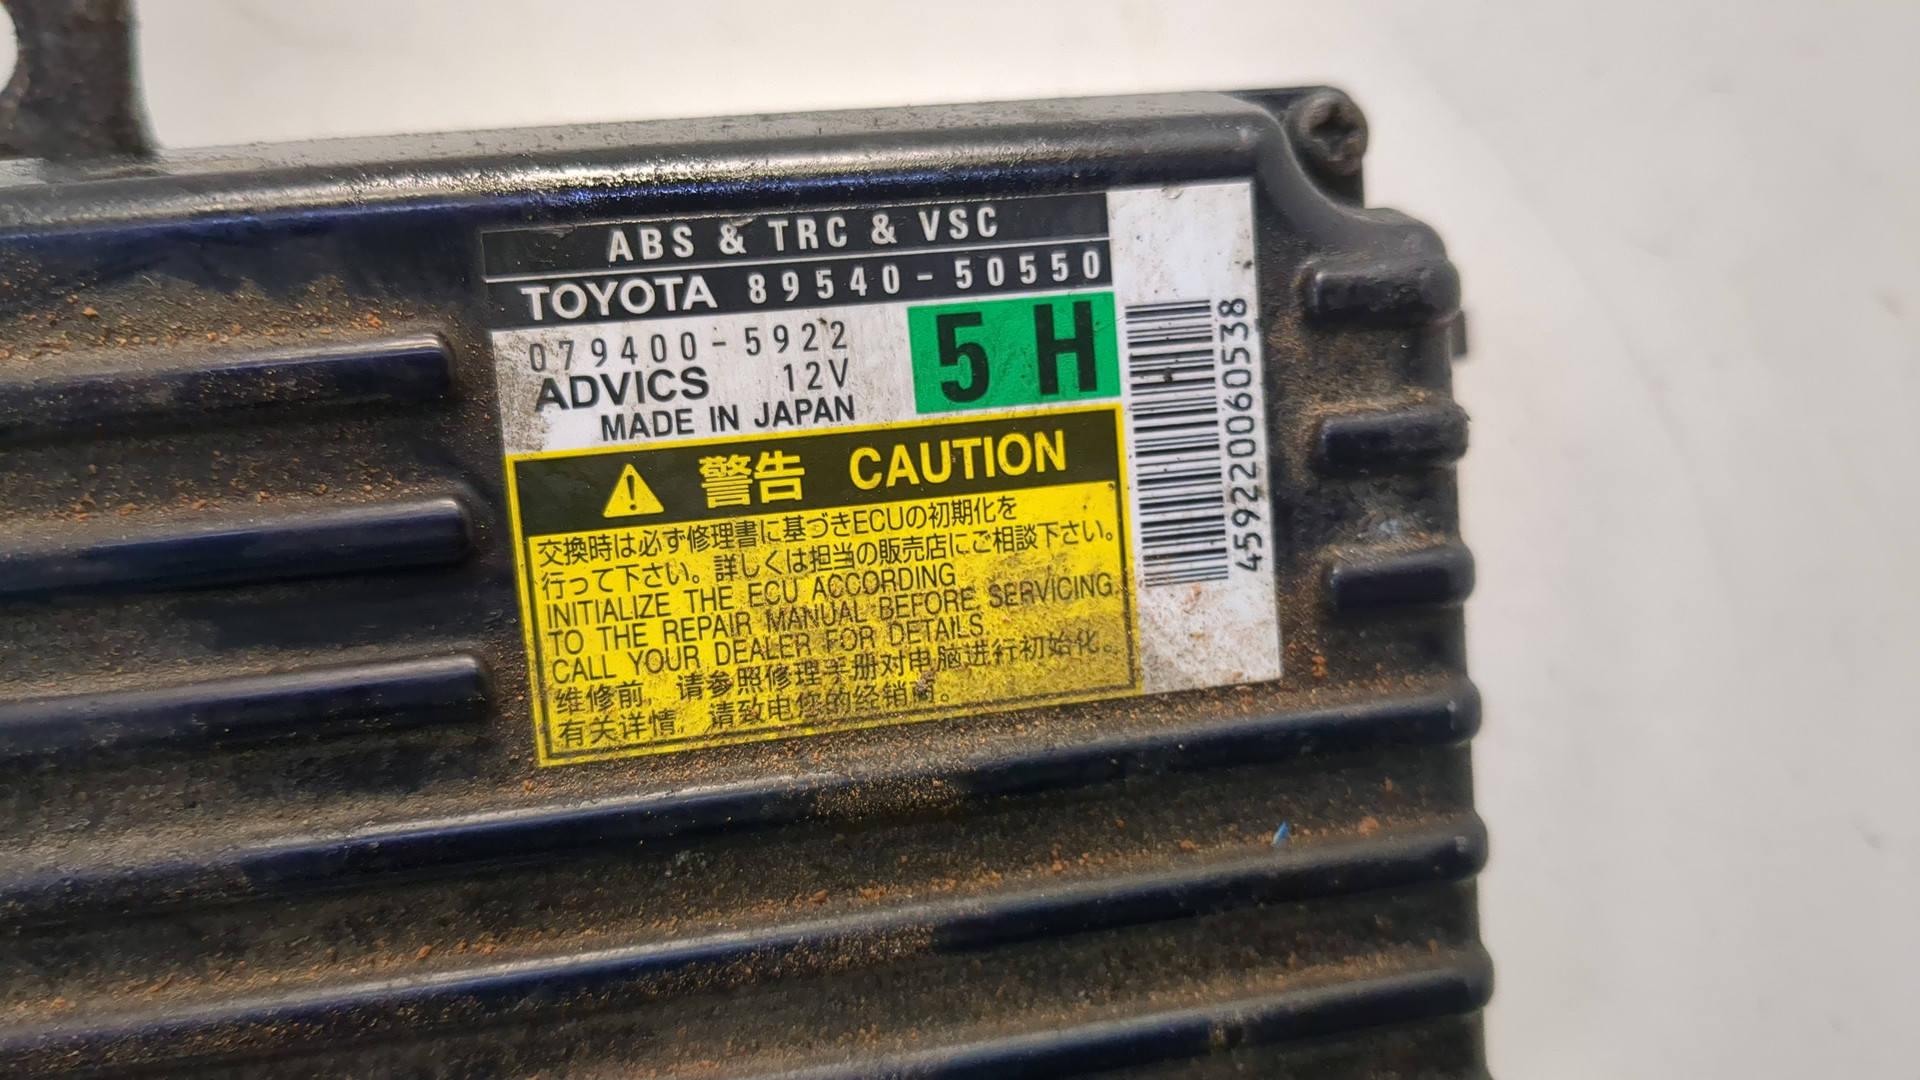 ABS & TRC & VSC
TOYOTA 89540-50550
079400-5922
ADVICS 12V
MADE IN JAPAN
5 H
警告 CAUTION
交換時は必ず修理書に基づきECUの初期化を
行って下さい。詳しくは担当の販売店にご相談下さい。
INITIALIZE THE ECU ACCORDING
TO THE REPAIR MANUAL BEFORE SERVICING.
CALL YOUR DEALER FOR DETAILS
维修前，请参照修理手册对电脑进行初始化。
有关详情，请致电您的经销商。
459220060538